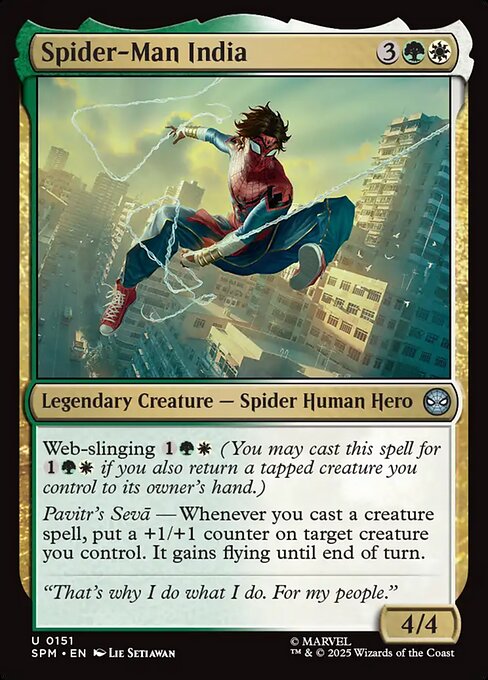 Spider-Man India 3
Legendary Creature — Spider Human Hero
Web-slinging 1 (You may cast this spell for
1 if you also return a tapped creature you
control to its owner's hand.)
Pavitr's Sevā — Whenever you cast a creature
spell, put a +1/+1 counter on target creature
you control. It gains flying until end of turn.
"That's why I do what I do. For my people."
4/4
U 0151
SPM • EN Lie Setiawan
© MARVEL
™ & © 2025 Wizards of the Coast